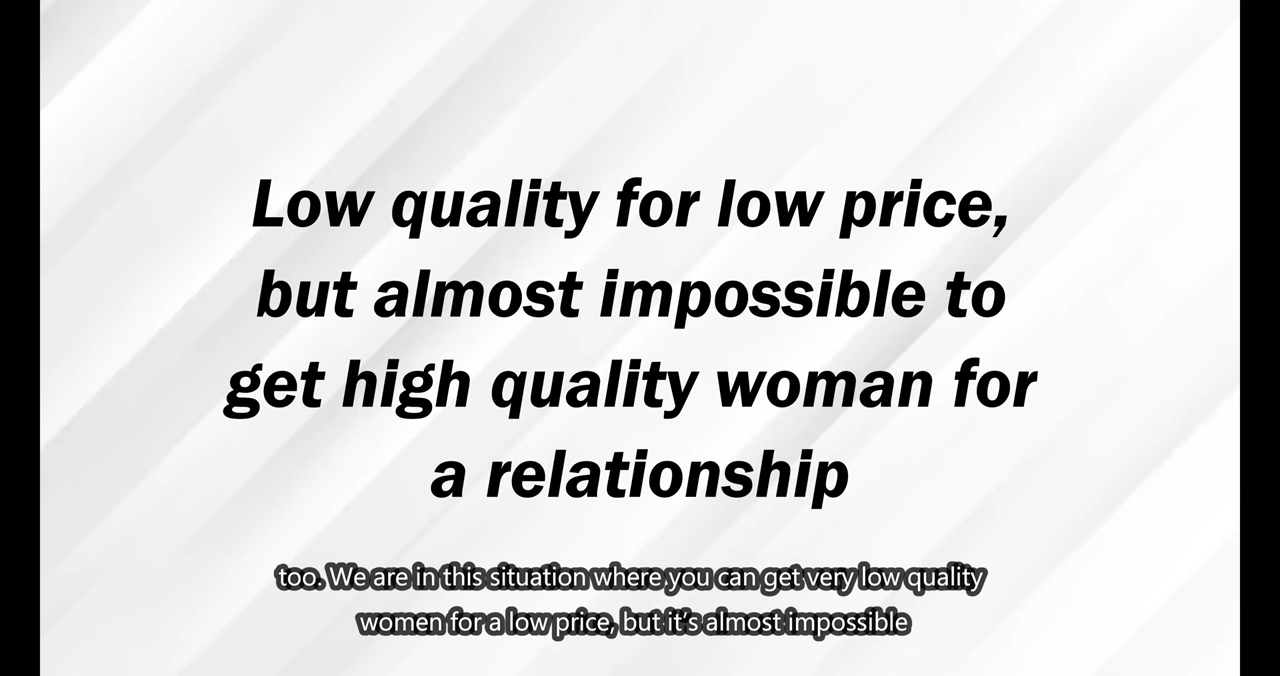 Low quality for low price,
but almost impossible to
get high quality woman for
a relationship
too. We are in this situation where you can get very low quality
women for a low price, but it's almost impossible